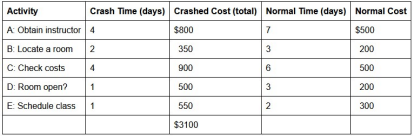 Activity Crash Time (days) Crashed Cost (total) Normal Time (days) Normal Cost
A: Obtain instructor 4 $800 7 $500
B: Locate a room 2 350 3 200
C: Check costs 4 900 6 500
D: Room open? 1 500 3 200
E: Schedule class 1 550 2 300
$3100